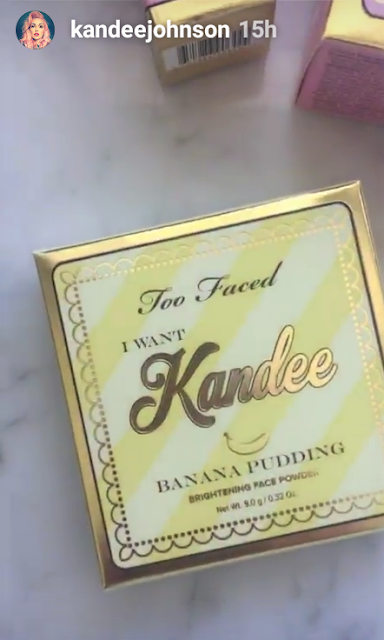 kandeejohnson 15h
Too Faced
I WANT
Kandee
BANANA PUDDING
BRIGHTENING FACE POWDER
Net Wt. 9.0 g / 0.32 Oz.